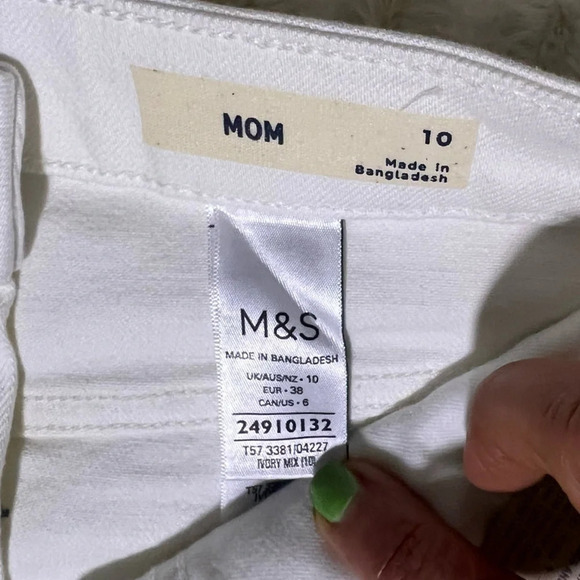 MOM 10
Made in
Bangladesh
M&S
MADE IN BANGLADESH
UK/AUS/NZ • 10
EUR • 38
CAN/US • 6
24910132
T57 3381/04227
IVORY MIX (10)